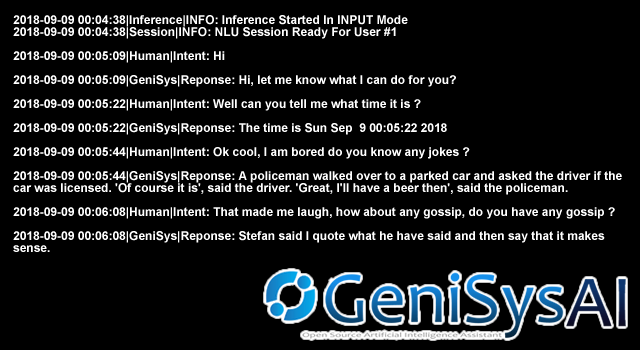 2018-09-09 00:04:38|Inference|INFO: Inference Started In INPUT Mode
2018-09-09 00:04:38|Session|INFO: NLU Session Ready For User #1
2018-09-09 00:05:09|Human|Intent: Hi
2018-09-09 00:05:09|GeniSys|Reponse: Hi, let me know what I can do for you?
2018-09-09 00:05:22|Human|Intent: Well can you tell me what time it is ?
2018-09-09 00:05:22|GeniSys|Reponse: The time is Sun Sep  9 00:05:22 2018
2018-09-09 00:05:44|Human|Intent: Ok cool, I am bored do you know any jokes ?
2018-09-09 00:05:44|GeniSys|Reponse: A policeman walked over to a parked car and asked the driver if the
car was licensed. 'Of course it is', said the driver. 'Great, I'll have a beer then', said the policeman.
2018-09-09 00:06:08|Human|Intent: That made me laugh, how about any gossip, do you have any gossip ?
2018-09-09 00:06:08|GeniSys|Reponse: Stefan said I quote what he have said and then say that it makes
sense.
GeniSysAI
Open Source Artificial Intelligence Assistant